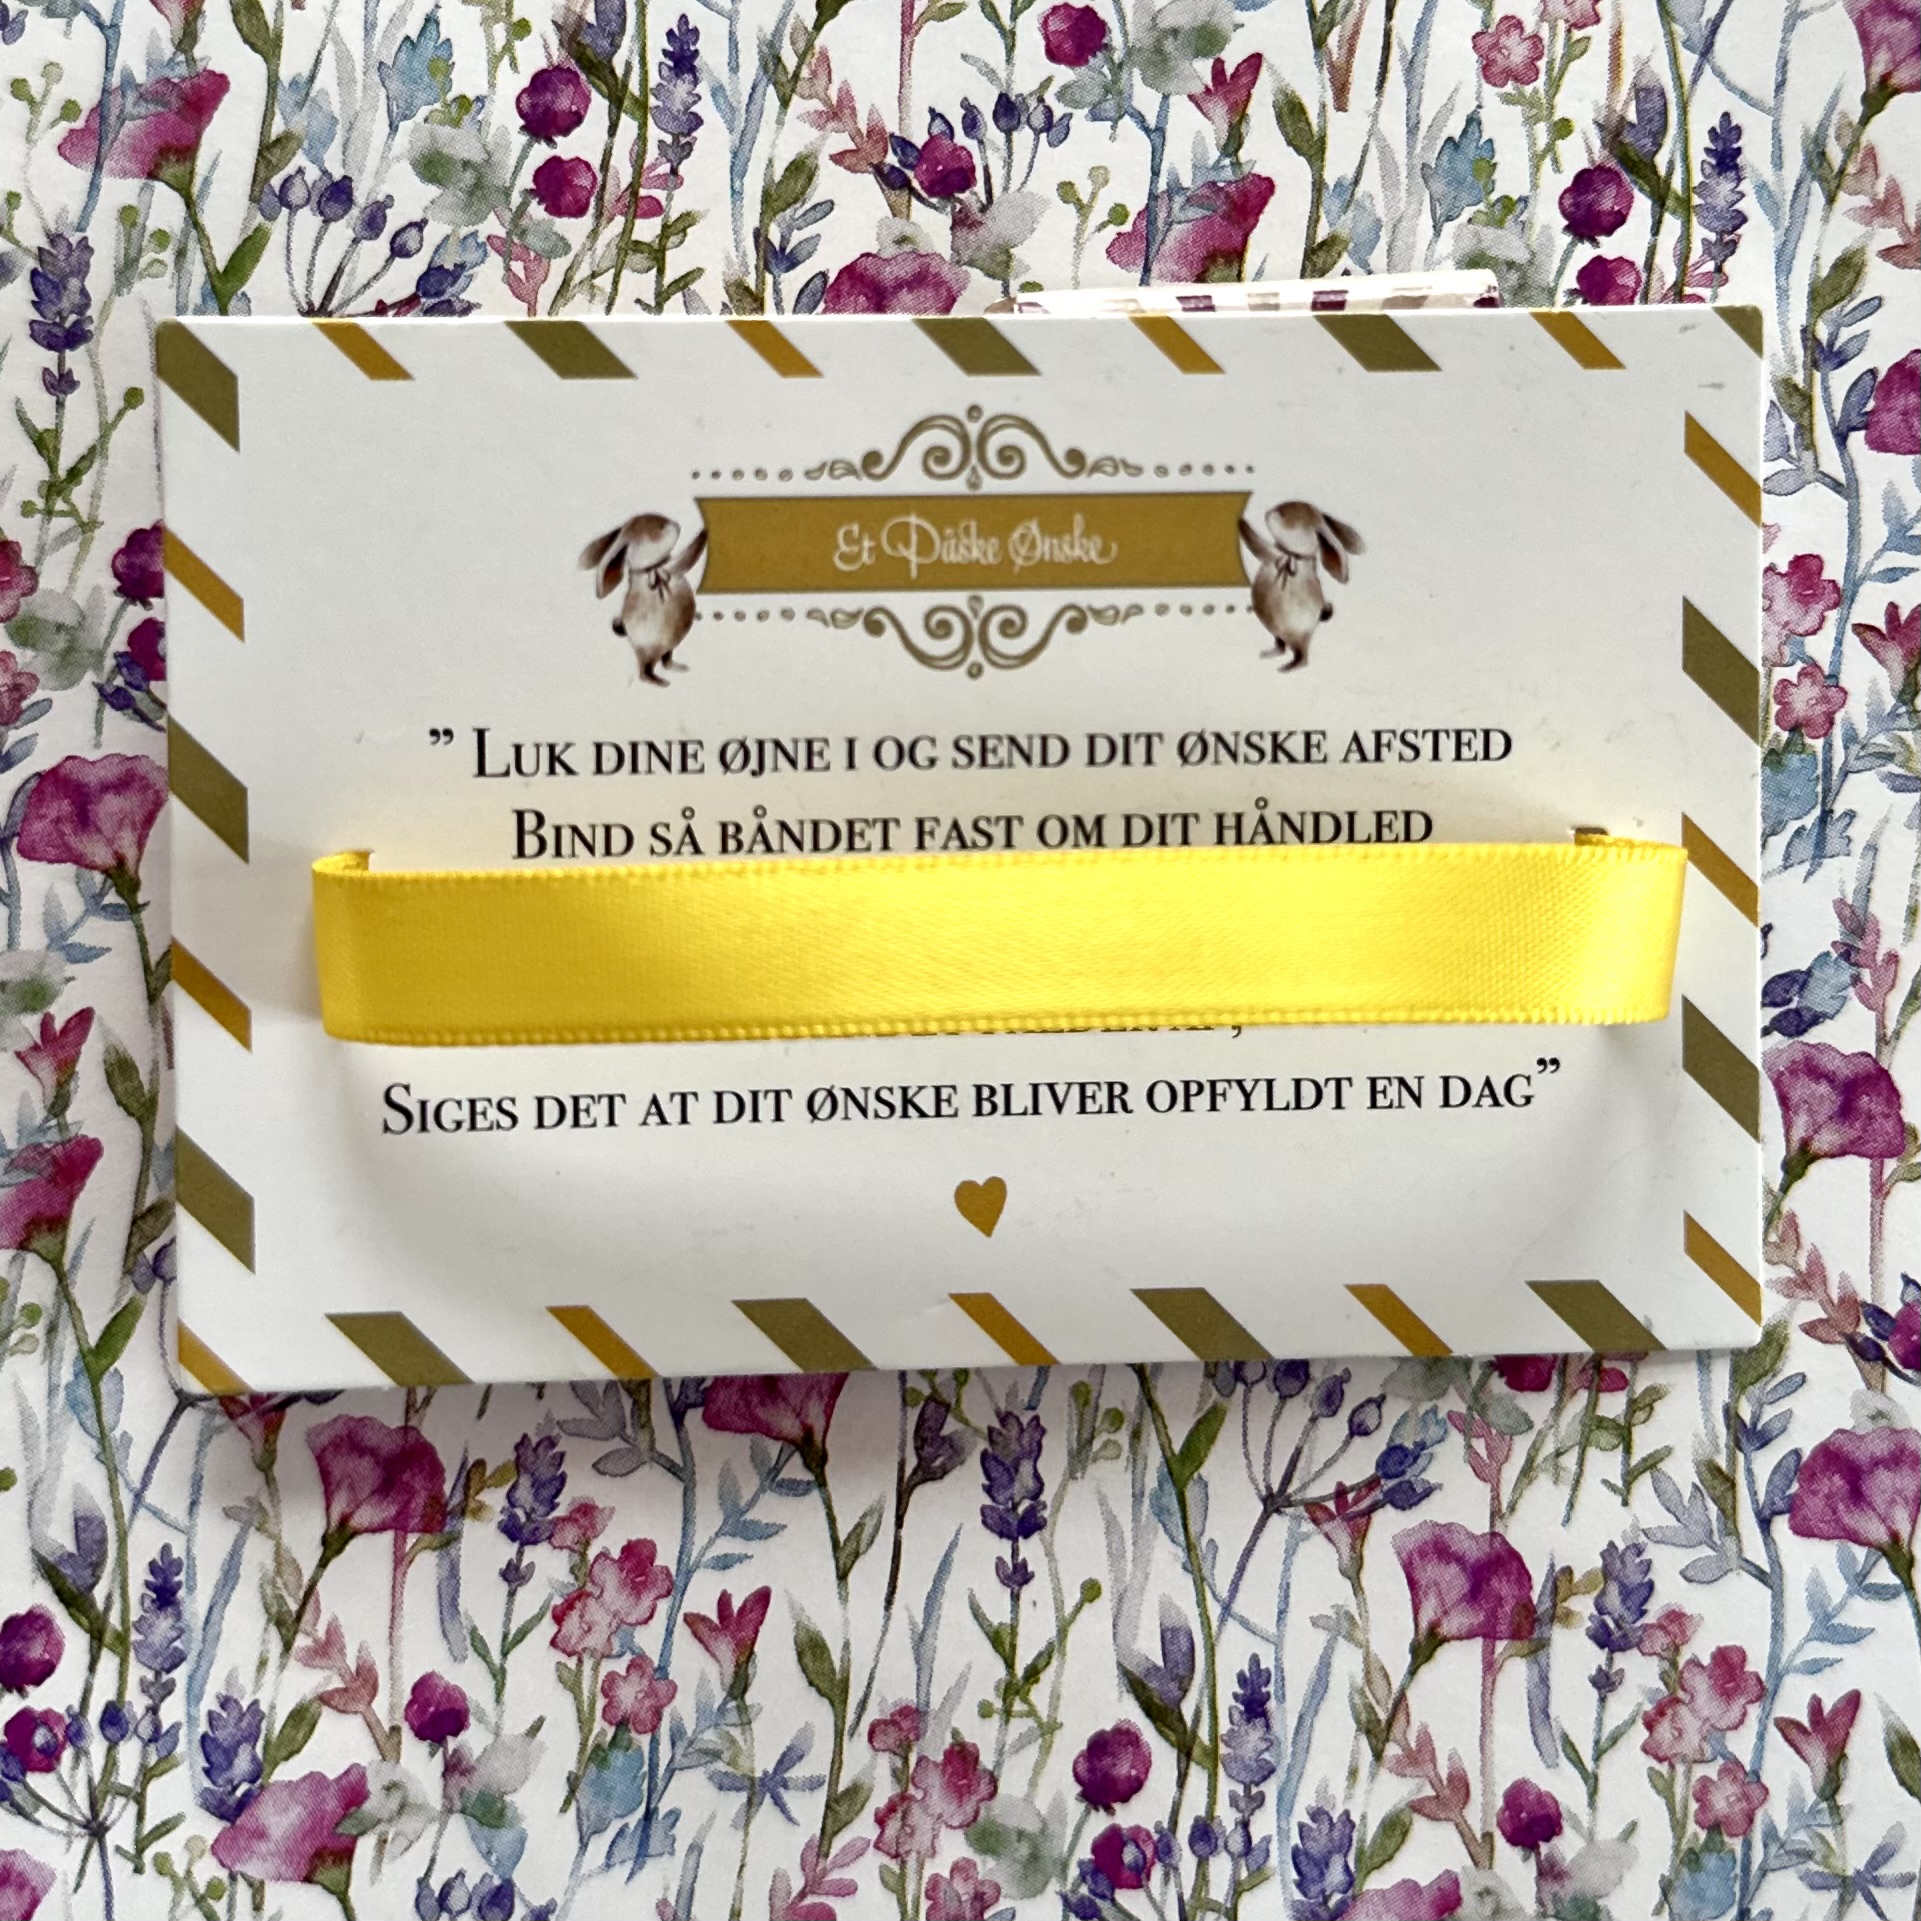 Et Påske Ønske
” Luk dine øjne i og send dit ønske afsted
Bind så båndet fast om dit håndled
Siges det at dit ønske bliver opfyldt en dag”